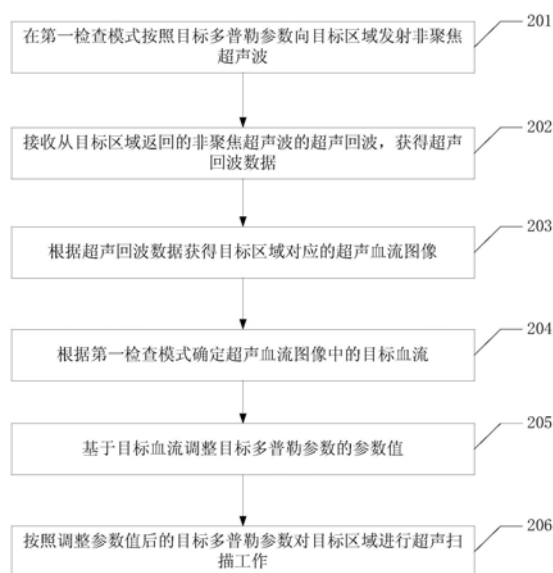 201
在第一检查模式按照目标多普勒参数向目标区域发射非聚焦
超声波
202
接收从目标区域返回的非聚焦超声波的超声回波，获得超声
回波数据
203
根据超声回波数据获得目标区域对应的超声血流图像
204
根据第一检查模式确定超声血流图像中的目标血流
205
基于目标血流调整目标多普勒参数的参数值
206
按照调整参数值后的目标多普勒参数对目标区域进行超声扫
描工作